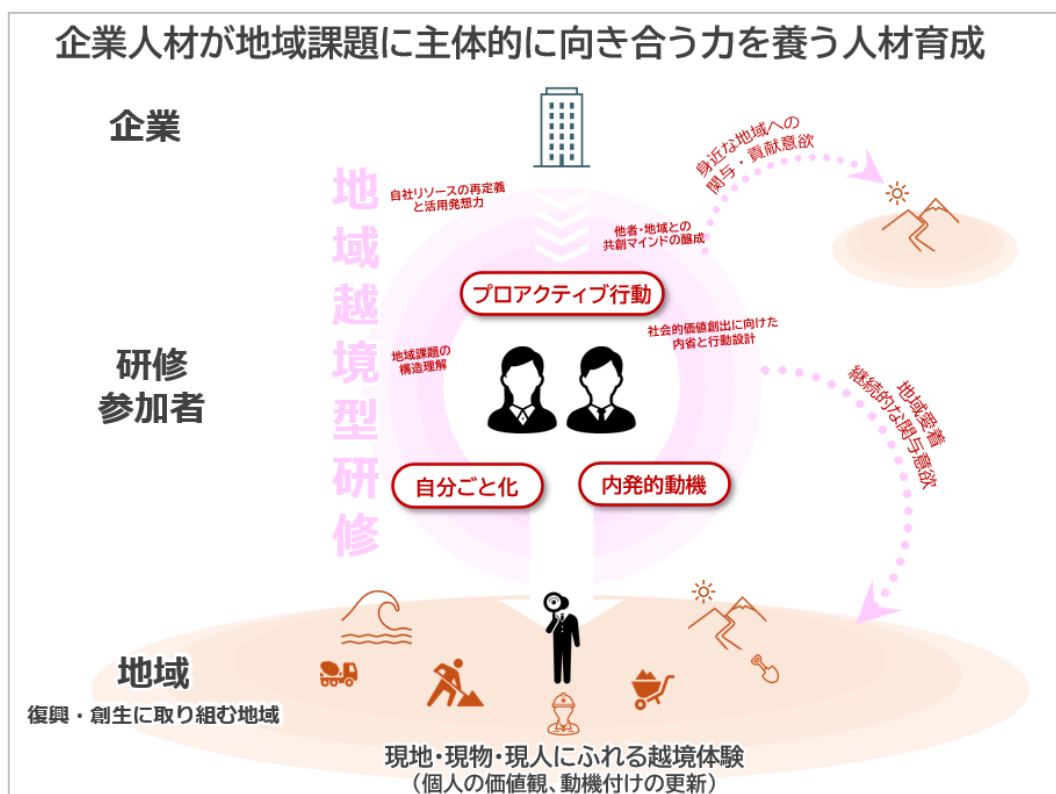 企業人材が地域課題に主体的に向き合う力を養う人材育成
企業
地域越境型研修
自社リソースの再定義
と活用発想力
他者・地域との
共創マインドの醸成
身近な地域への
関与・貢献意欲
プロアクティブ行動
研修
参加者
地域課題の
構造理解
社会的価値創出に向けた
内省と行動設計
地域愛着
継続的な関与意欲
自分ごと化
内発的動機
地域
復興・創生に取り組む地域
現地・現物・現人にふれる越境体験
（個人の価値観、動機付けの更新）